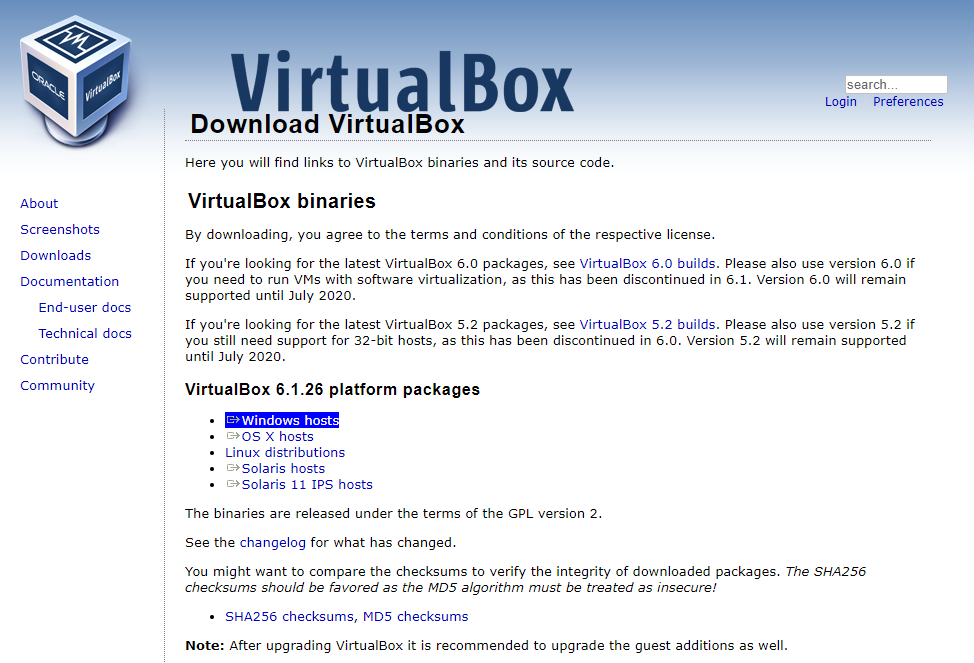 ORACLE
VirtualBox
VirtualBox
search...
Login Preferences
Download VirtualBox
Here you will find links to VirtualBox binaries and its source code.
About
Screenshots
Downloads
Documentation
End-user docs
Technical docs
Contribute
Community
VirtualBox binaries
By downloading, you agree to the terms and conditions of the respective license.
If you're looking for the latest VirtualBox 6.0 packages, see VirtualBox 6.0 builds. Please also use version 6.0 if
you need to run VMs with software virtualization, as this has been discontinued in 6.1. Version 6.0 will remain
supported until July 2020.
If you're looking for the latest VirtualBox 5.2 packages, see VirtualBox 5.2 builds. Please also use version 5.2 if
you still need support for 32-bit hosts, as this has been discontinued in 6.0. Version 5.2 will remain supported
until July 2020.
VirtualBox 6.1.26 platform packages
• Windows hosts
• OS X hosts
• Linux distributions
• Solaris hosts
• Solaris 11 IPS hosts
The binaries are released under the terms of the GPL version 2.
See the changelog for what has changed.
You might want to compare the checksums to verify the integrity of downloaded packages. The SHA256
checksums should be favored as the MD5 algorithm must be treated as insecure!
• SHA256 checksums, MD5 checksums
Note: After upgrading VirtualBox it is recommended to upgrade the guest additions as well.